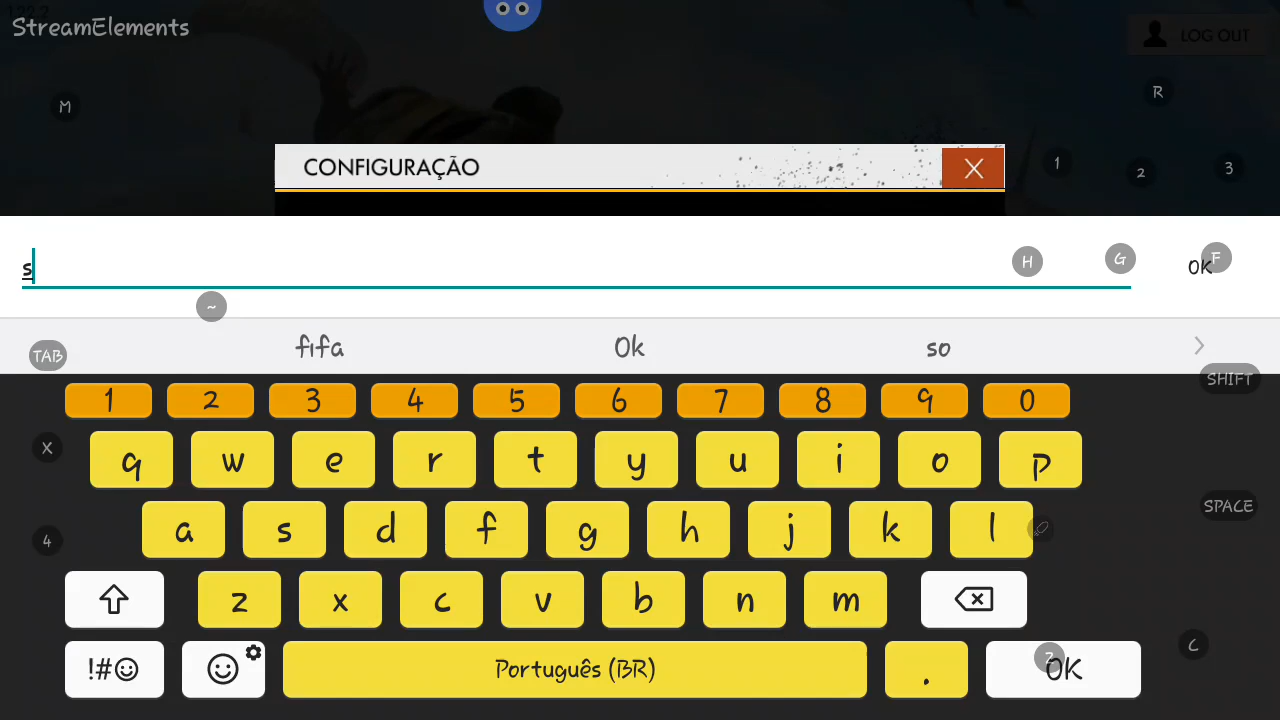 StreamElements
LOG OUT
M
R
CONFIGURAÇÃO
X
1
2
3
s
H
G
OK
F
~
TAB
fifa
Ok
so
SHIFT
1 2 3 4 5 6 7 8 9 0
X
q w e r t y u i o p
SPACE
a s d f g h j k l
4
z x c v b n m
C
!#☺
Português (BR)
.
OK
?